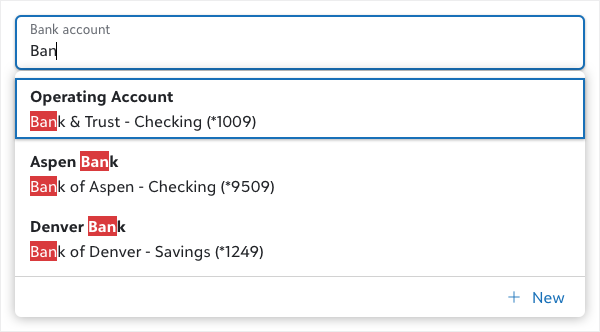 Bank account
Ban
Operating Account
Bank & Trust - Checking (*1009)
Aspen Bank
Bank of Aspen - Checking (*9509)
Denver Bank
Bank of Denver - Savings (*1249)
+ New